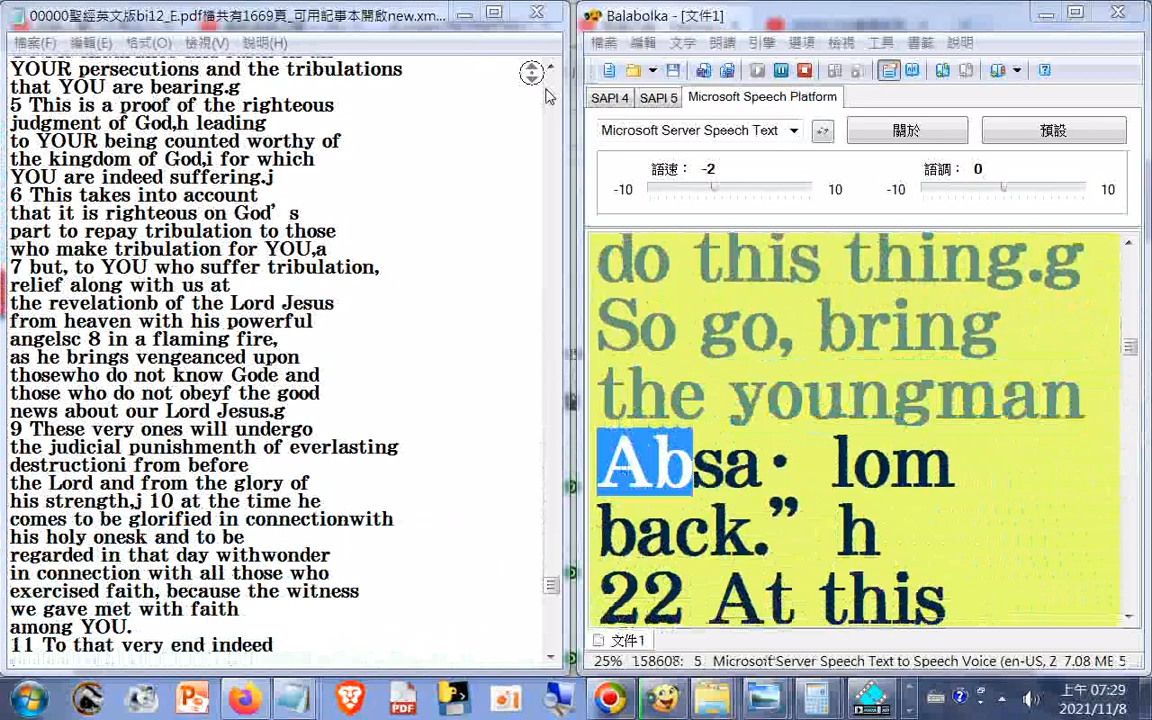 00000聖經英文版bi12_E.pdf檔共有1669頁_可用記事本開啟new.xm...
檔案(F) 編輯(E) 格式(O) 檢視(V) 說明(H)
YOUR persecutions and the tribulations
that YOU are bearing.g
5 This is a proof of the righteous
judgment of God,h leading
to YOUR being counted worthy of
the kingdom of God,i for which
YOU are indeed suffering.j
6 This takes into account
that it is righteous on God’s
part to repay tribulation to those
who make tribulation for YOU,a
7 but, to YOU who suffer tribulation,
relief along with us at
the revelationb of the Lord Jesus
from heaven with his powerful
angelsc 8 in a flaming fire,
as he brings vengeanced upon
thosewho do not know Gode and
those who do not obeyf the good
news about our Lord Jesus.g
9 These very ones will undergo
the judicial punishmenth of everlasting
destructioni from before
the Lord and from the glory of
his strength,j 10 at the time he
comes to be glorified in connectionwith
his holy onesk and to be
regarded in that day withwonder
in connection with all those who
exercised faith, because the witness
we gave met with faith
among YOU.
11 To that very end indeed
Balabolka - [文件1]
檔案 編輯 文字 朗讀 引擎 選項 檢視 工具 書籤 說明
SAPI 4 SAPI 5 Microsoft Speech Platform
Microsoft Server Speech Text 關於 預設
語速： -2 語調： 0
-10 10 -10 10
do this thing.g
So go, bring
the youngman
Absa· lom
back.” h
22 At this
文件1
25% 158608: 5 Microsoft Server Speech Text to Speech Voice (en-US, Z 7.08 MB 5
PDF
上午 07:29
2021/11/8